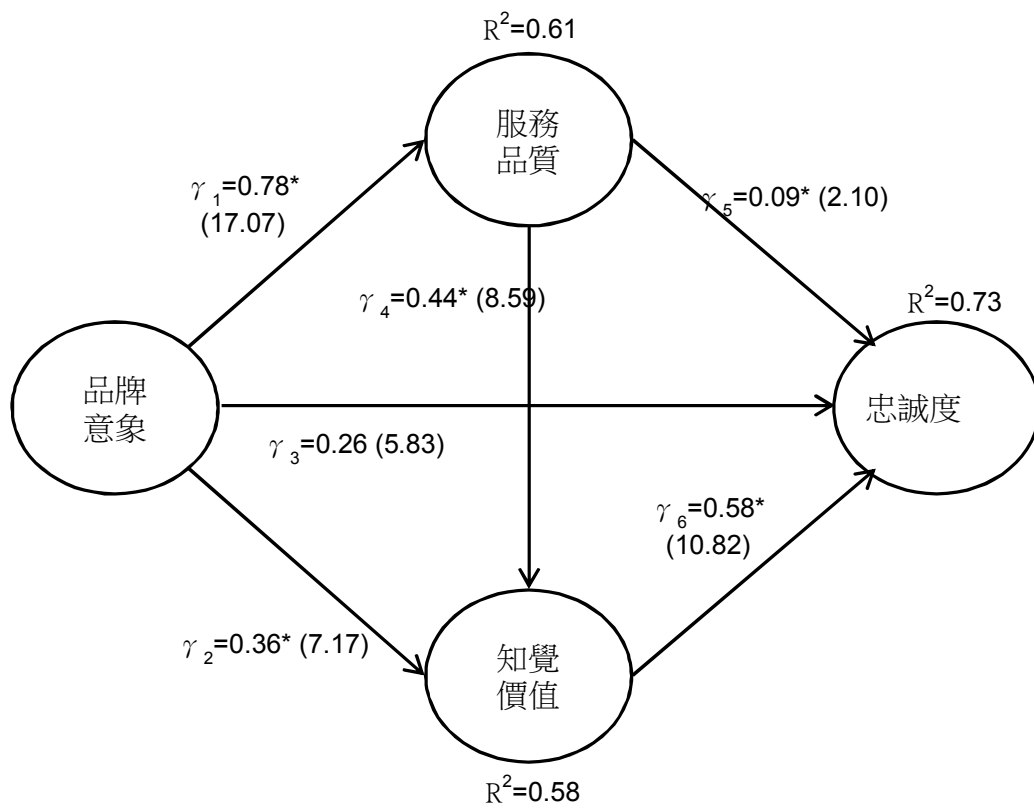 R²=0.61
服務
品質
γ₁=0.78*
(17.07)
γ₅=0.09* (2.10)
γ₄=0.44* (8.59)
R²=0.73
品牌
意象
忠誠度
γ₃=0.26 (5.83)
γ₆=0.58*
(10.82)
γ₂=0.36* (7.17)
知覺
價值
R²=0.58